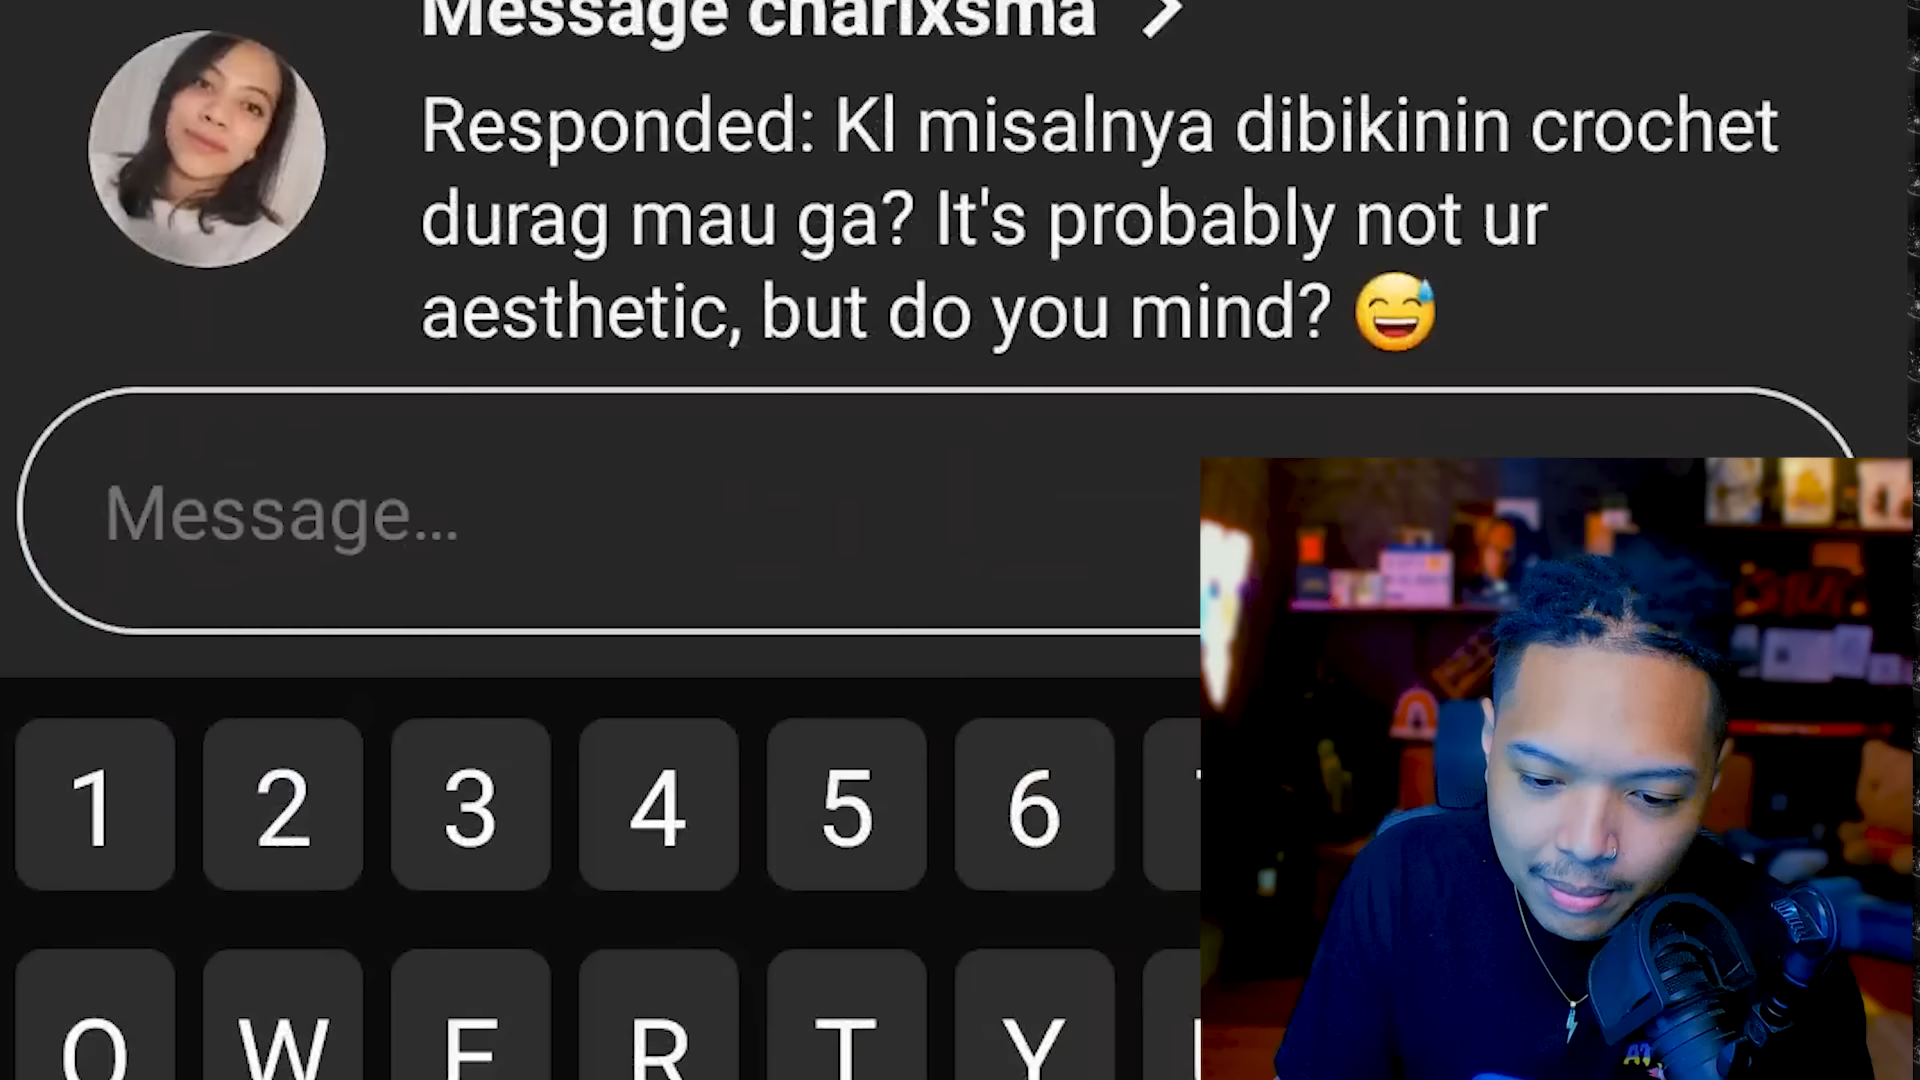 Message charixsma
Responded: Kl misalnya dibikinin crochet
durag mau ga? It's probably not ur
aesthetic, but do you mind? 😅
Message...
1 2 3 4 5 6
Q W E R T Y